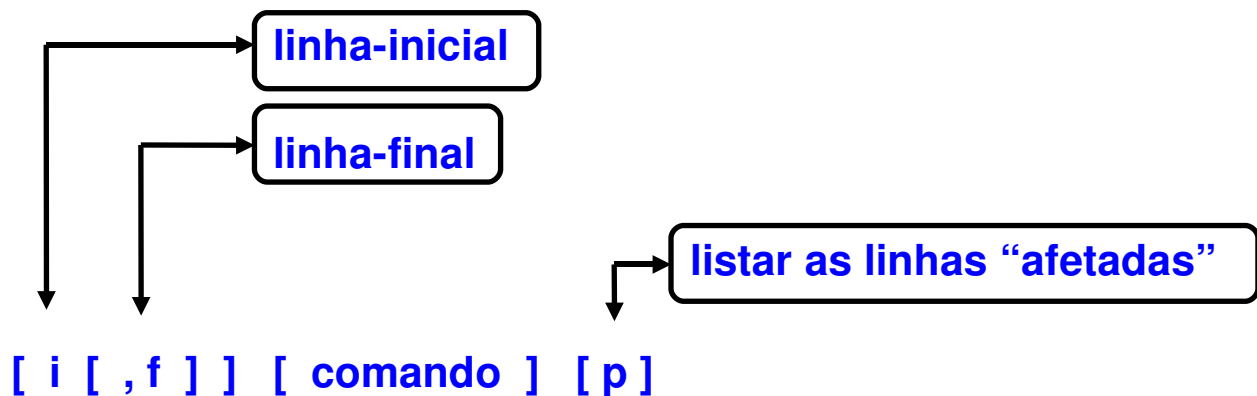 linha-inicial
linha-final
listar as linhas “afetadas”
[ i [ , f ] ] [ comando ] [ p ]